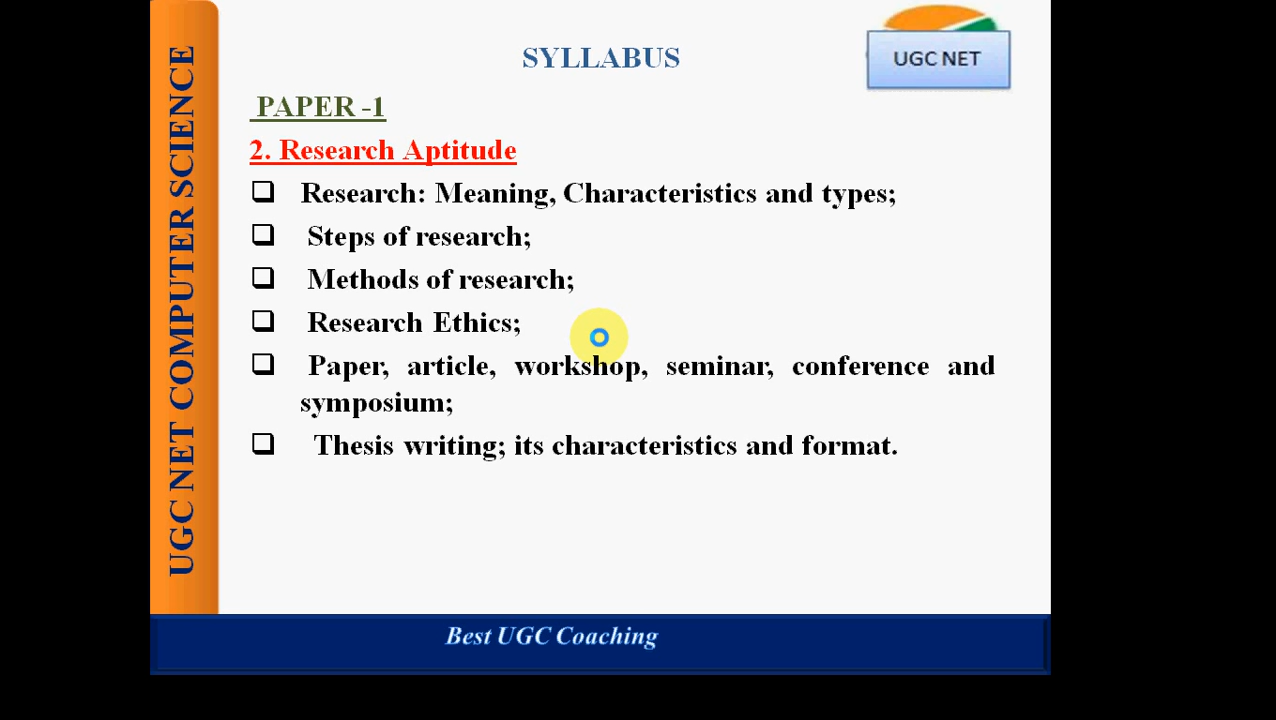 UGC NET COMPUTER SCIENCE
SYLLABUS
UGC NET
PAPER -1
2. Research Aptitude
Research: Meaning, Characteristics and types;
Steps of research;
Methods of research;
Research Ethics;
Paper, article, workshop, seminar, conference and
symposium;
Thesis writing; its characteristics and format.
Best UGC Coaching